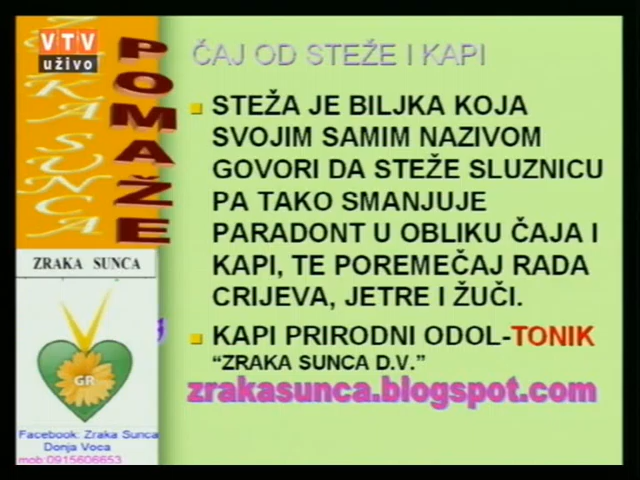 VTV
uživo
ZRAKA SUNCA
POMAŽE
ČAJ OD STEŽE I KAPI
STEŽA JE BILJKA KOJA
SVOJIM SAMIM NAZIVOM
GOVORI DA STEŽE SLUZNICU
PA TAKO SMANJUJE
PARADONT U OBLIKU ČAJA I
KAPI, TE POREMEČAJ RADA
CRIJEVA, JETRE I ŽUČI.
KAPI PRIRODNI ODOL-TONIK
“ZRAKA SUNCA D.V.”
zrakasunca.blogspot.com
ZRAKA SUNCA
GR
Facebook: Zraka Sunca
Donja Voca
mob:0915606653